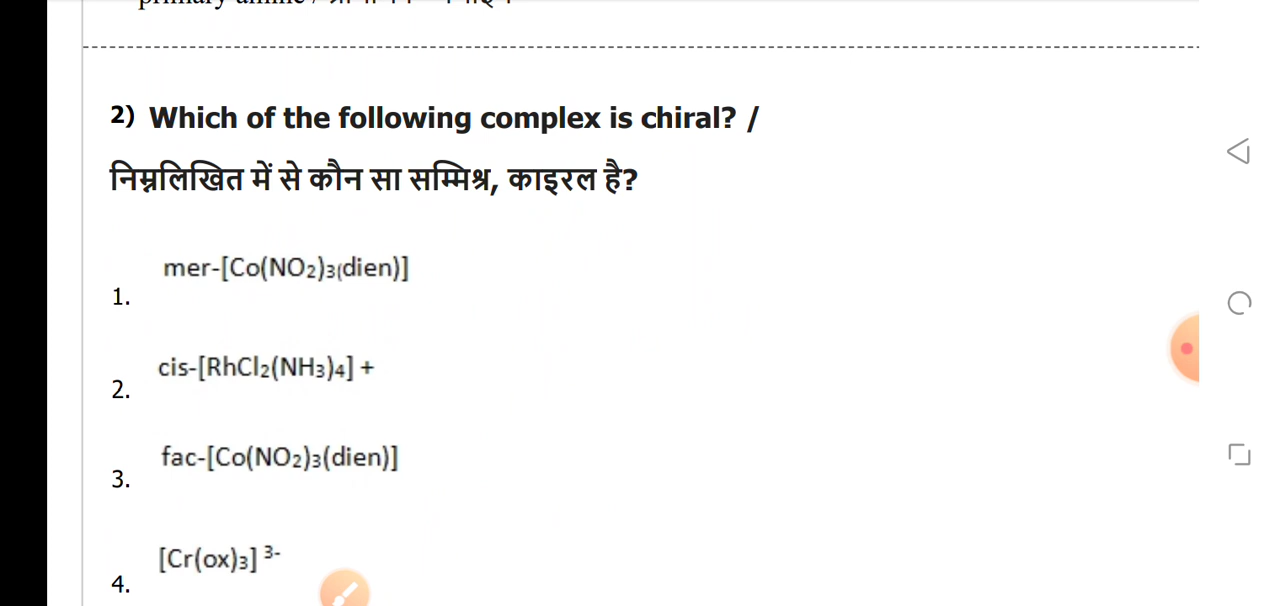 2) Which of the following complex is chiral? /
निम्नलिखित में से कौन सा सम्मिश्र, काइरल है?
mer-[Co(NO2)3(dien)]
1.
cis-[RhCl2(NH3)4] +
2.
fac-[Co(NO2)3(dien)]
3.
[Cr(ox)3] 3-
4.